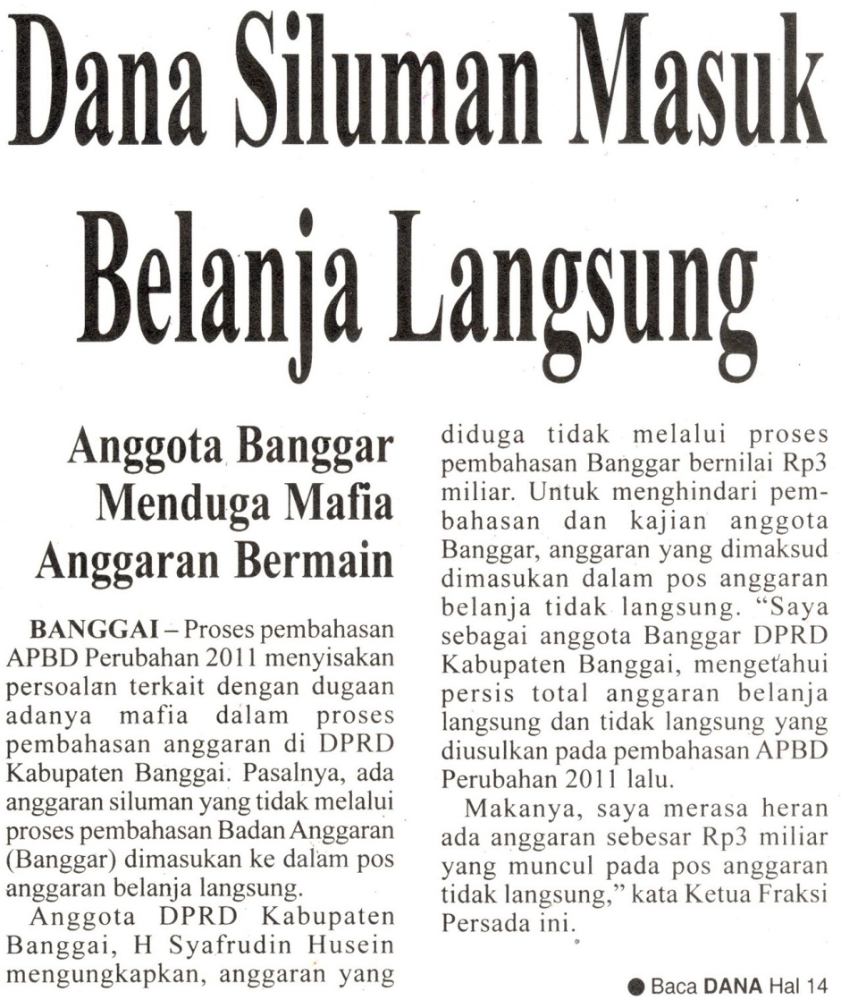 Dana Siluman Masuk
Belanja Langsung
Anggota Banggar
Menduga Mafia
Anggaran Bermain
BANGGAI – Proses pembahasan
APBD Perubahan 2011 menyisakan
persoalan terkait dengan dugaan
adanya mafia dalam proses
pembahasan anggaran di DPRD
Kabupaten Banggai. Pasalnya, ada
anggaran siluman yang tidak melalui
proses pembahasan Badan Anggaran
(Banggar) dimasukan ke dalam pos
anggaran belanja langsung.
Anggota DPRD Kabupaten
Banggai, H Syafrudin Husein
mengungkapkan, anggaran yang
diduga tidak melalui proses
pembahasan Banggar bernilai Rp3
miliar. Untuk menghindari pem-
bahasan dan kajian anggota
Banggar, anggaran yang dimaksud
dimasukan dalam pos anggaran
belanja tidak langsung. “Saya
sebagai anggota Banggar DPRD
Kabupaten Banggai, mengetahui
persis total anggaran belanja
langsung dan tidak langsung yang
diusulkan pada pembahasan APBD
Perubahan 2011 lalu.
Makanya, saya merasa heran
ada anggaran sebesar Rp3 miliar
yang muncul pada pos anggaran
tidak langsung,” kata Ketua Fraksi
Persada ini.
● Baca DANA Hal 14